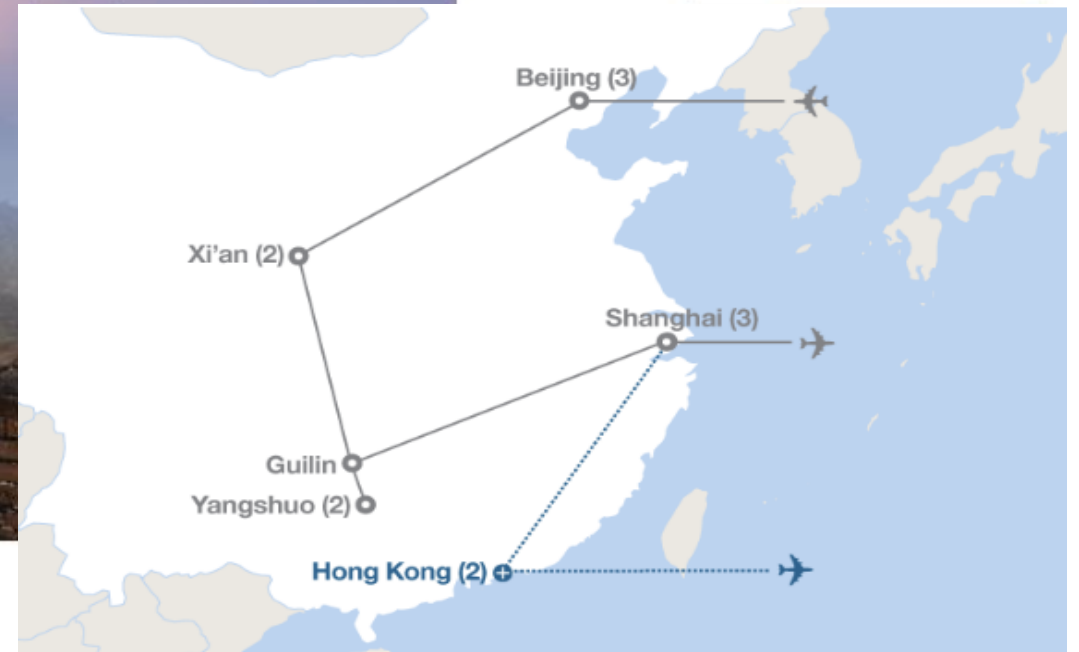 Beijing (3)
Xi'an (2)
Shanghai (3)
Guilin
Yangshuo (2)
Hong Kong (2)